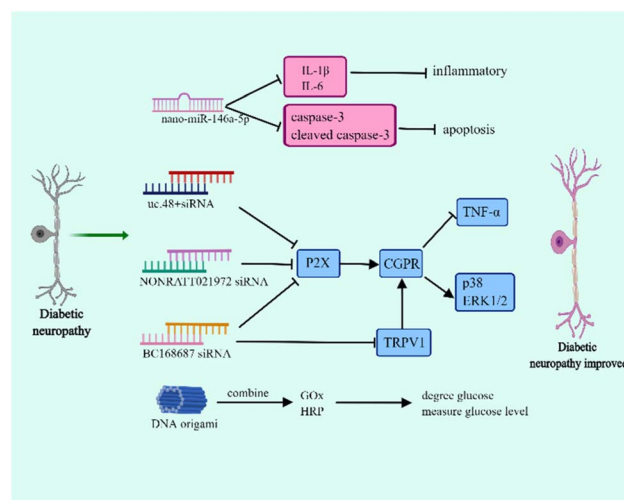 IL-1β
IL-6
inflammatory
nano-miR-146a-5p
caspase-3
cleaved caspase-3
apoptosis
uc.48+siRNA
TNF-α
NONRATT021972 siRNA
P2X
CGPR
p38
ERK1/2
Diabetic
neuropathy
BC168687 siRNA
TRPV1
Diabetic
neuropathy improved
combine
GOx
HRP
degree glucose
measure glucose level
DNA origami